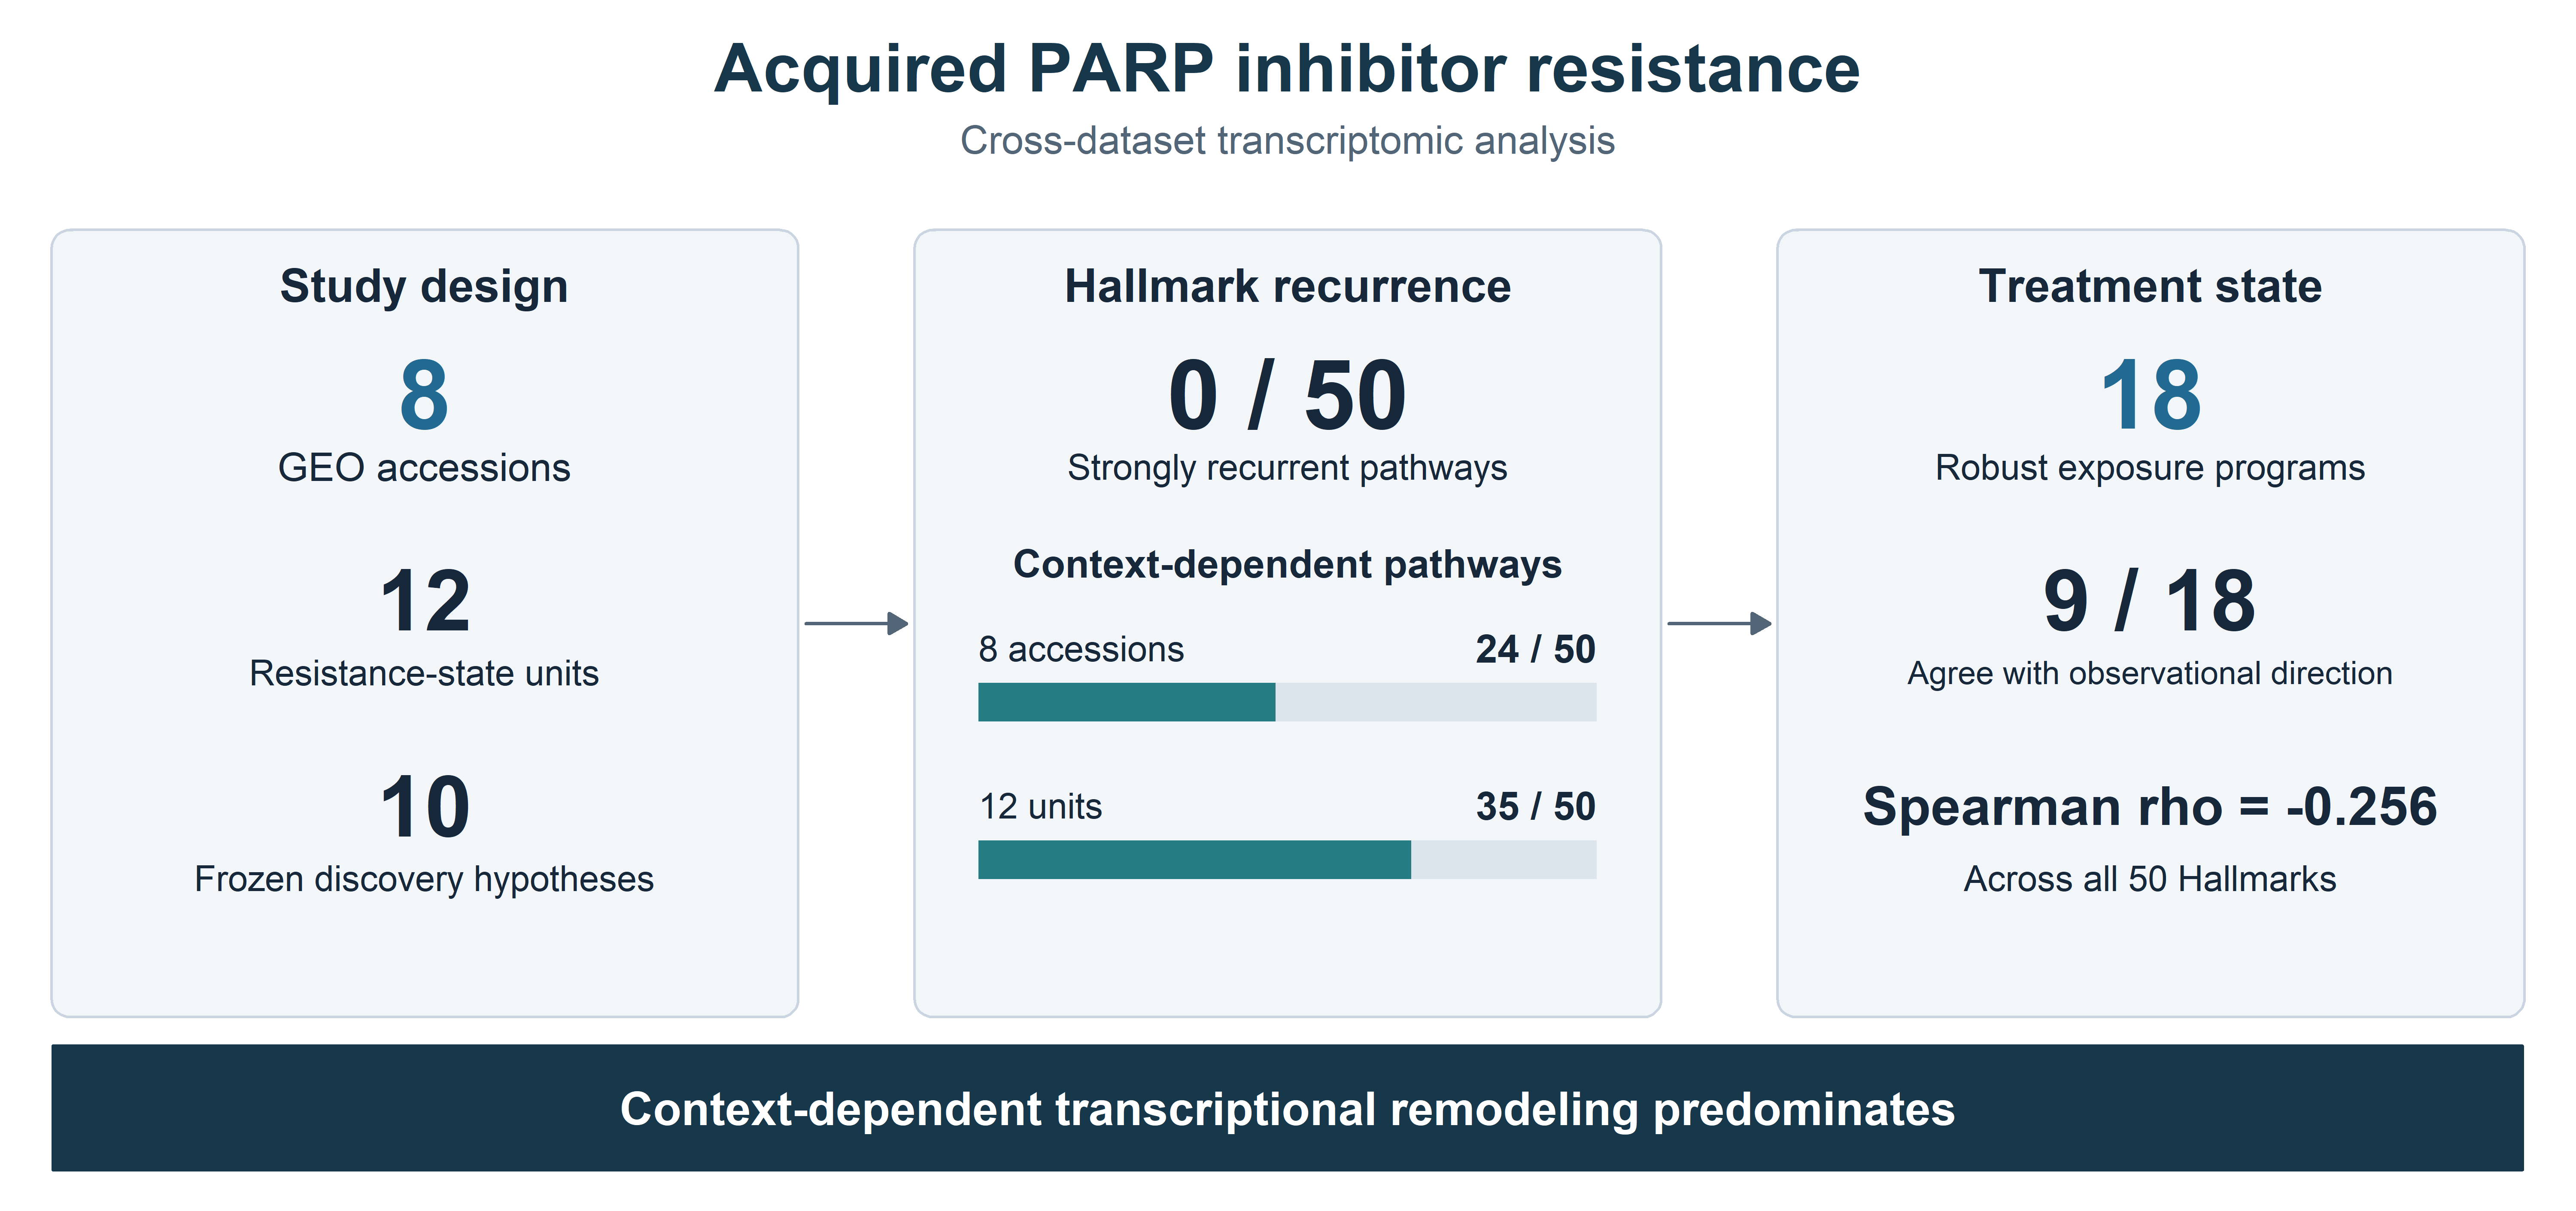 Acquired PARP inhibitor resistance
Cross-dataset transcriptomic analysis
Study design
8
GEO accessions
12
Resistance-state units
10
Frozen discovery hypotheses
Hallmark recurrence
0 / 50
Strongly recurrent pathways
Context-dependent pathways
8 accessions 24 / 50
12 units 35 / 50
Treatment state
18
Robust exposure programs
9 / 18
Agree with observational direction
Spearman rho = -0.256
Across all 50 Hallmarks
Context-dependent transcriptional remodeling predominates